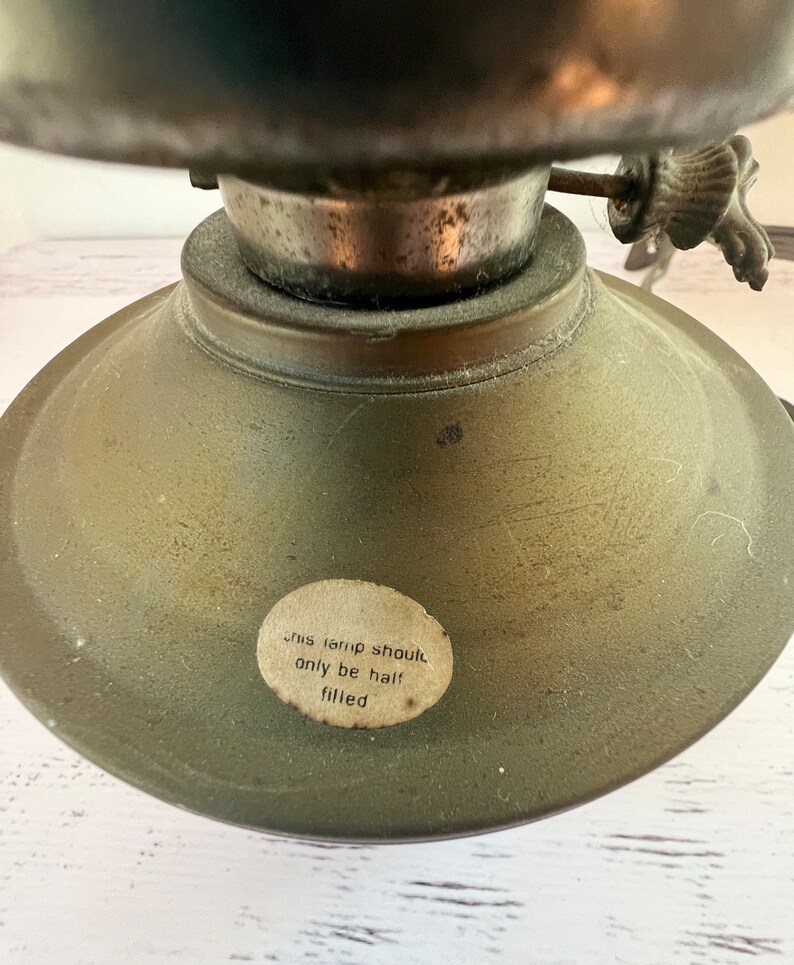 this lamp should
only be half
filled